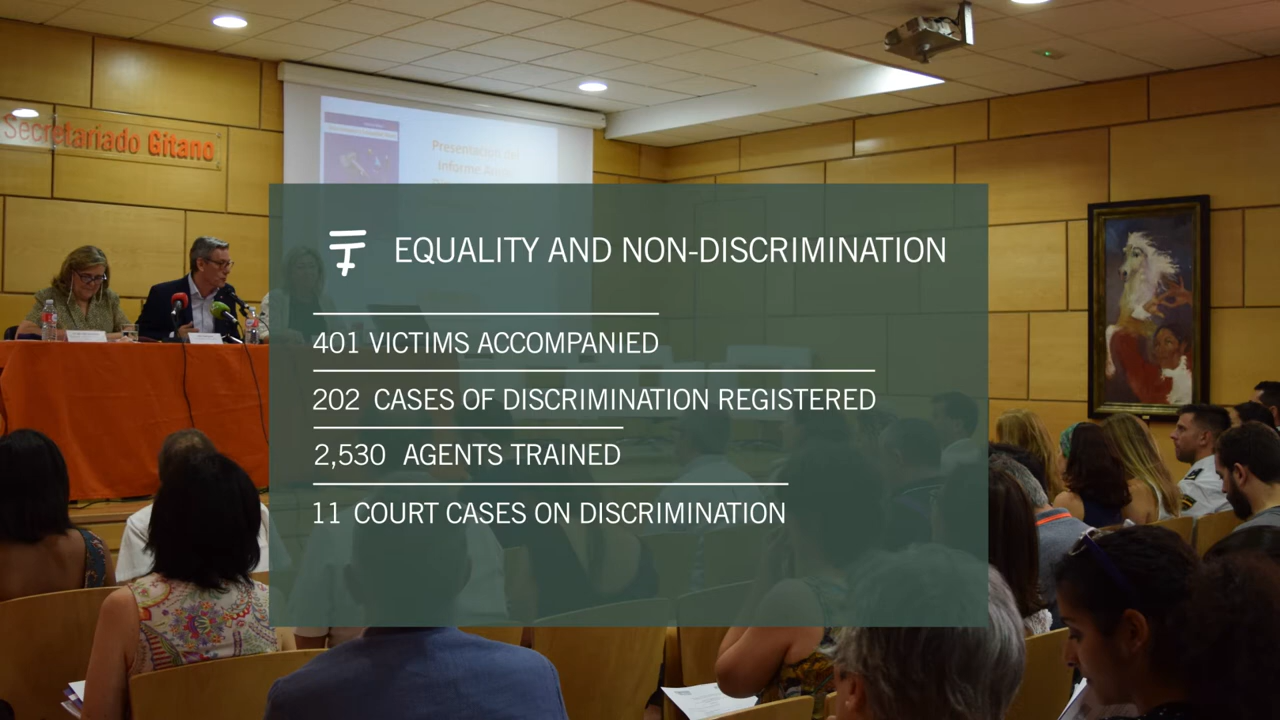 Secretariado Gitano
Presentación del
Informe Anual
EQUALITY AND NON-DISCRIMINATION
401 VICTIMS ACCOMPANIED
202 CASES OF DISCRIMINATION REGISTERED
2,530 AGENTS TRAINED
11 COURT CASES ON DISCRIMINATION